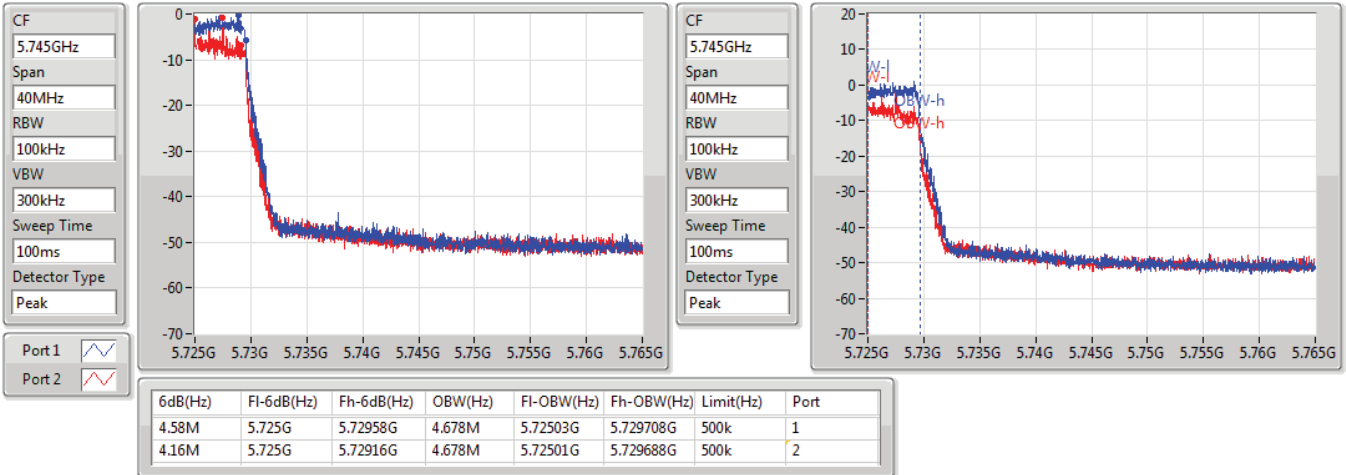 CF
5.745GHz
Span
40MHz
RBW
100kHz
VBW
300kHz
Sweep Time
100ms
Detector Type
Peak
Port 1
Port 2
0
-10
-20
-30
-40
-50
-60
-70
5.725G 5.73G 5.735G 5.74G 5.745G 5.75G 5.755G 5.76G 5.765G
CF
5.745GHz
Span
40MHz
RBW
100kHz
VBW
300kHz
Sweep Time
100ms
Detector Type
Peak
20
10
0
-10
-20
-30
-40
-50
-60
-70
W-l
W-l
OBW-h
OBW-h
5.725G 5.73G 5.735G 5.74G 5.745G 5.75G 5.755G 5.76G 5.765G
6dB(Hz) Fl-6dB(Hz) Fh-6dB(Hz) OBW(Hz) Fl-OBW(Hz) Fh-OBW(Hz) Limit(Hz) Port
4.58M 5.725G 5.72958G 4.678M 5.72503G 5.729708G 500k 1
4.16M 5.725G 5.72916G 4.678M 5.72501G 5.729688G 500k 2